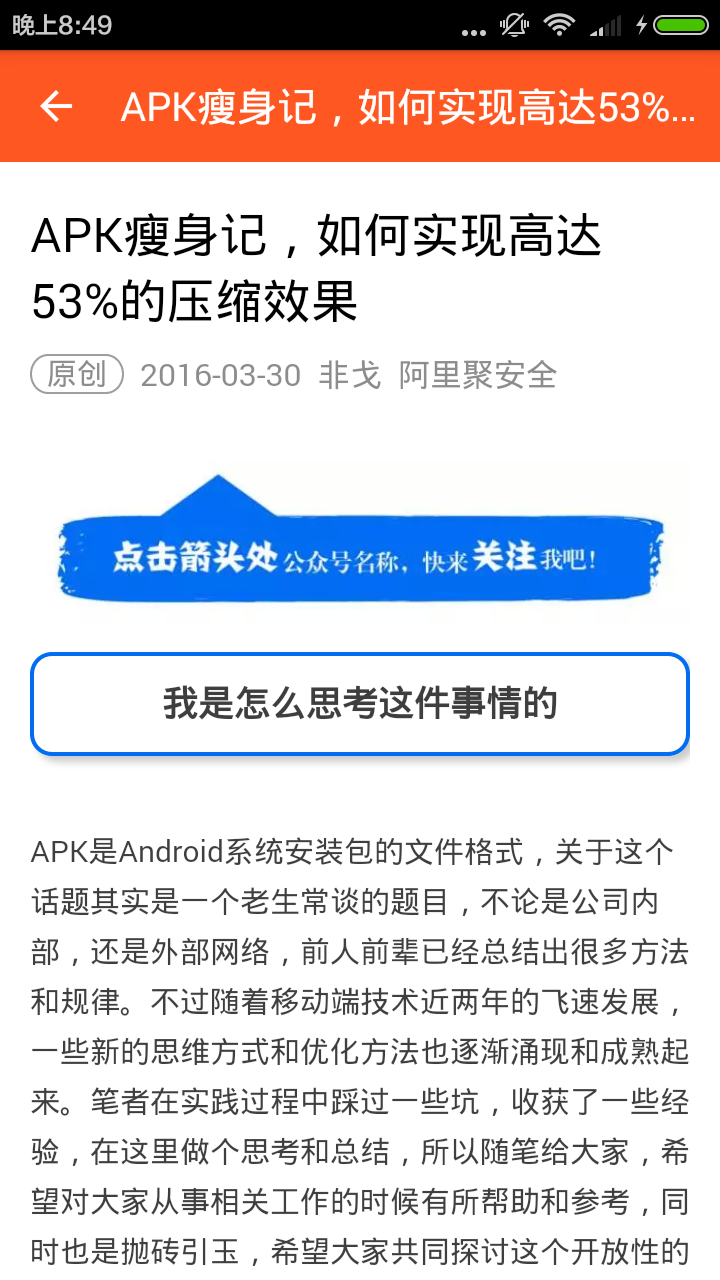 晚上8:49
APK瘦身记，如何实现高达53%...
APK瘦身记，如何实现高达
53%的压缩效果
原创 2016-03-30 非戈 阿里聚安全
点击箭头处公众号名称，快来关注我吧！
我是怎么思考这件事情的
APK是Android系统安装包的文件格式，关于这个
话题其实是一个老生常谈的题目，不论是公司内
部，还是外部网络，前人前辈已经总结出很多方法
和规律。不过随着移动端技术近两年的飞速发展，
一些新的思维方式和优化方法也逐渐涌现和成熟起
来。笔者在实践过程中踩过一些坑，收获了一些经
验，在这里做个思考和总结，所以随笔给大家，希
望对大家从事相关工作的时候有所帮助和参考，同
时也是抛砖引玉，希望大家共同探讨这个开放性的